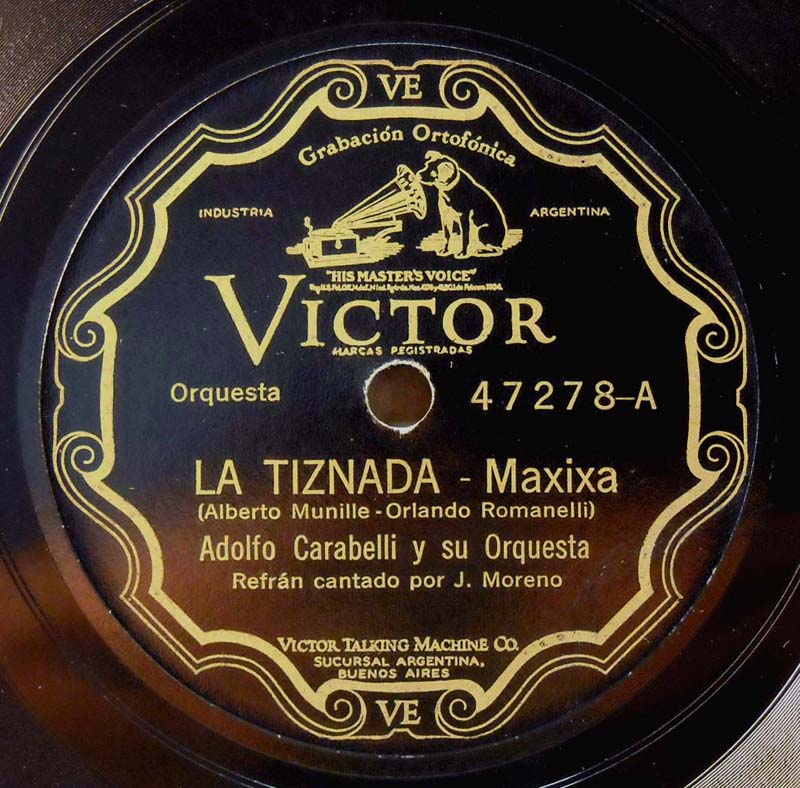 VE
Grabación Ortofónica
INDUSTRIA ARGENTINA
"HIS MASTER'S VOICE"
VICTOR
MARCAS REGISTRADAS
Orquesta 47278-A
LA TIZNADA - Maxixa
(Alberto Munille - Orlando Romanelli)
Adolfo Carabelli y su Orquesta
Refrán cantado por J. Moreno
VICTOR TALKING MACHINE CO.
SUCURSAL ARGENTINA,
BUENOS AIRES
VE